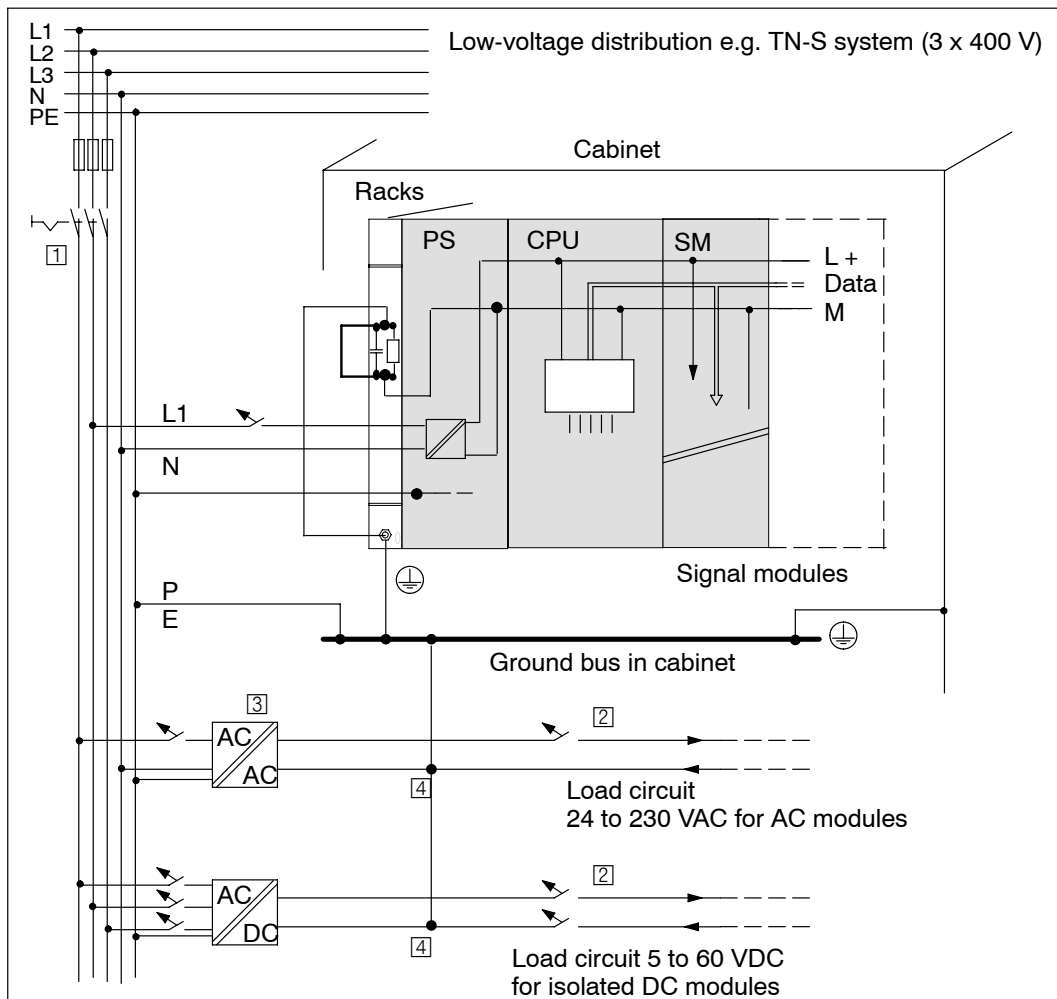 L1
L2
L3
N
PE
Low-voltage distribution e.g. TN-S system (3 x 400 V)
Cabinet
Racks
PS
CPU
SM
L +
Data
M
1
L1
N
Signal modules
P
E
Ground bus in cabinet
3
2
AC
AC
4
Load circuit
24 to 230 VAC for AC modules
2
AC
DC
4
Load circuit 5 to 60 VDC
for isolated DC modules